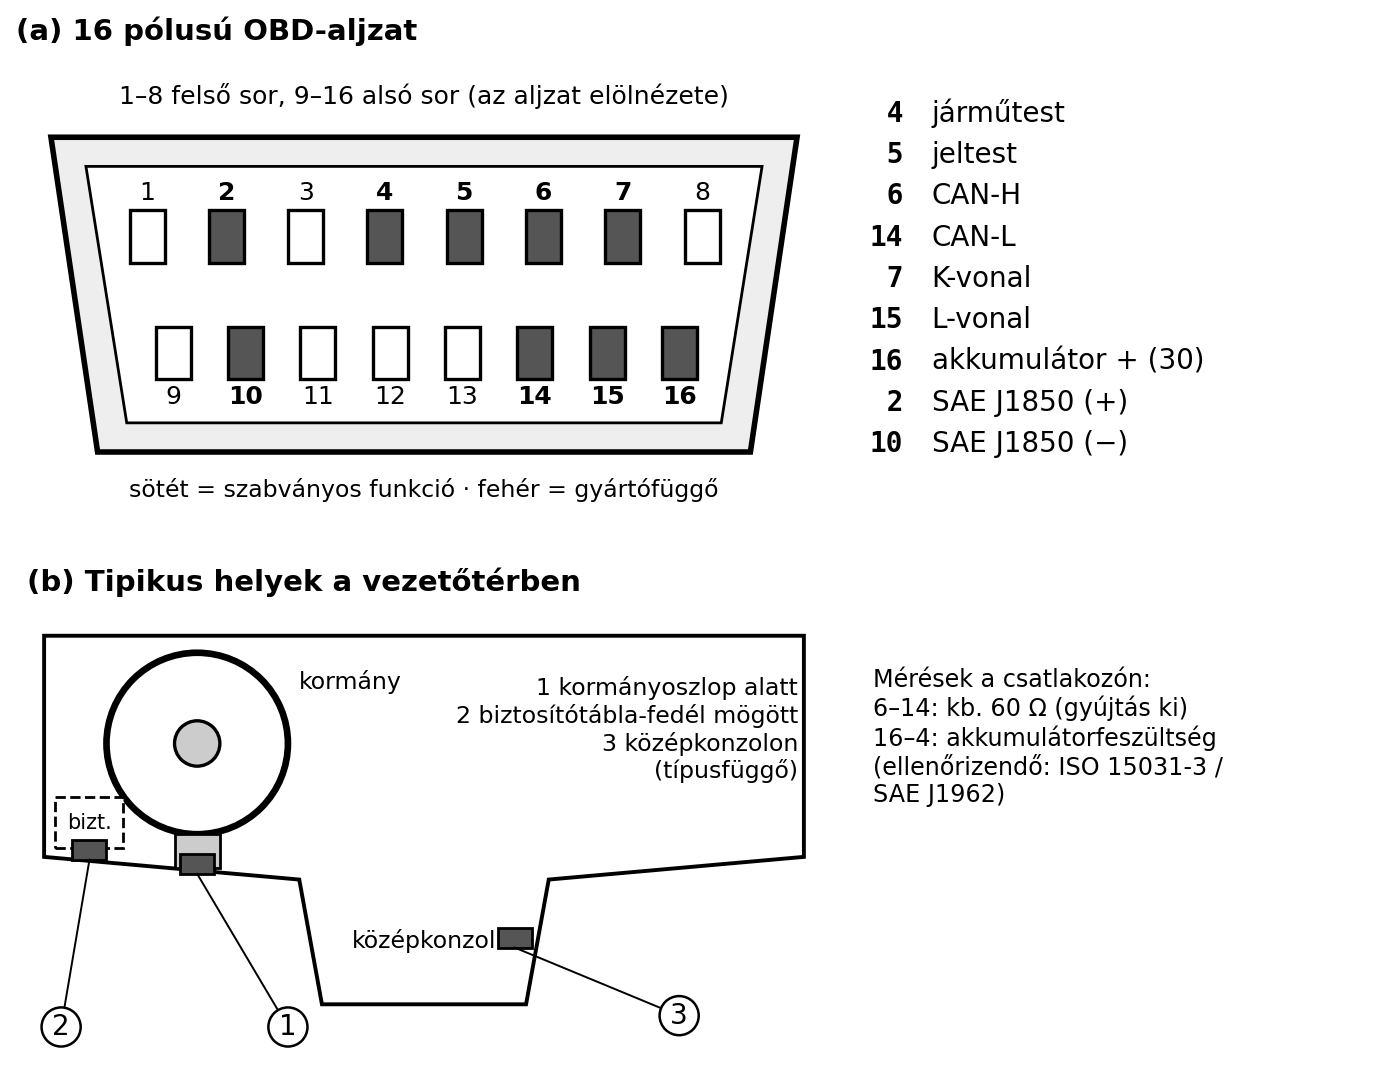 (a) 16 pólusú OBD-aljzat
1–8 felső sor, 9–16 alsó sor (az aljzat elölnézete)
1 2 3 4 5 6 7 8
9 10 11 12 13 14 15 16
sötét = szabványos funkció · fehér = gyártófüggő
4 járműtest
5 jeltest
6 CAN-H
14 CAN-L
7 K-vonal
15 L-vonal
16 akkumulátor + (30)
2 SAE J1850 (+)
10 SAE J1850 (−)
(b) Tipikus helyek a vezetőtérben
kormány
1 kormányoszlop alatt
2 biztosítótábla-fedél mögött
3 középkonzolon
(típusfüggő)
bizt.
középkonzol
2
1
3
Mérések a csatlakozón:
6–14: kb. 60 Ω (gyújtás ki)
16–4: akkumulátorfeszültség
(ellenőrizendő: ISO 15031-3 /
SAE J1962)